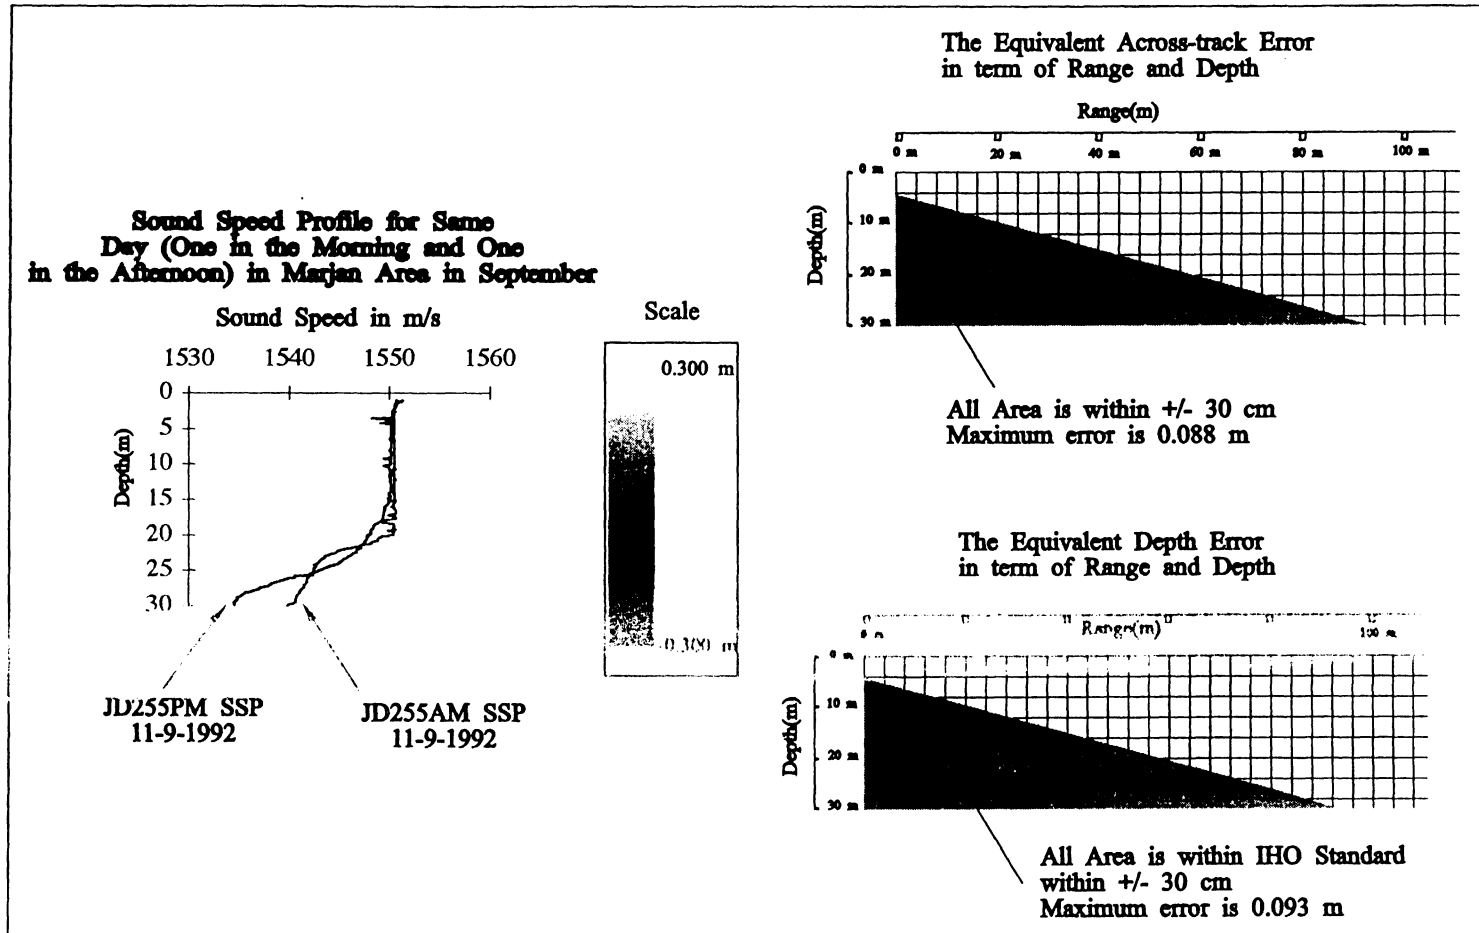 The Equivalent Across-track Error
in term of Range and Depth
Range(m)
0 m 20 m 40 m 60 m 80 m 100 m
Depth(m)
0 m
10 m
20 m
30 m
All Area is within +/- 30 cm
Maximum error is 0.088 m
Sound Speed Profile for Same
Day (One in the Morning and One
in the Afternoon) in Marjan Area in September
Sound Speed in m/s
1530 1540 1550 1560
Depth(m)
0
5
10
15
20
25
30
JD255PM SSP
11-9-1992
JD255AM SSP
11-9-1992
Scale
0.300 m
-0.300 m
The Equivalent Depth Error
in term of Range and Depth
Range(m)
0 m 100 m
Depth(m)
0 m
10 m
20 m
30 m
All Area is within IHO Standard
within +/- 30 cm
Maximum error is 0.093 m